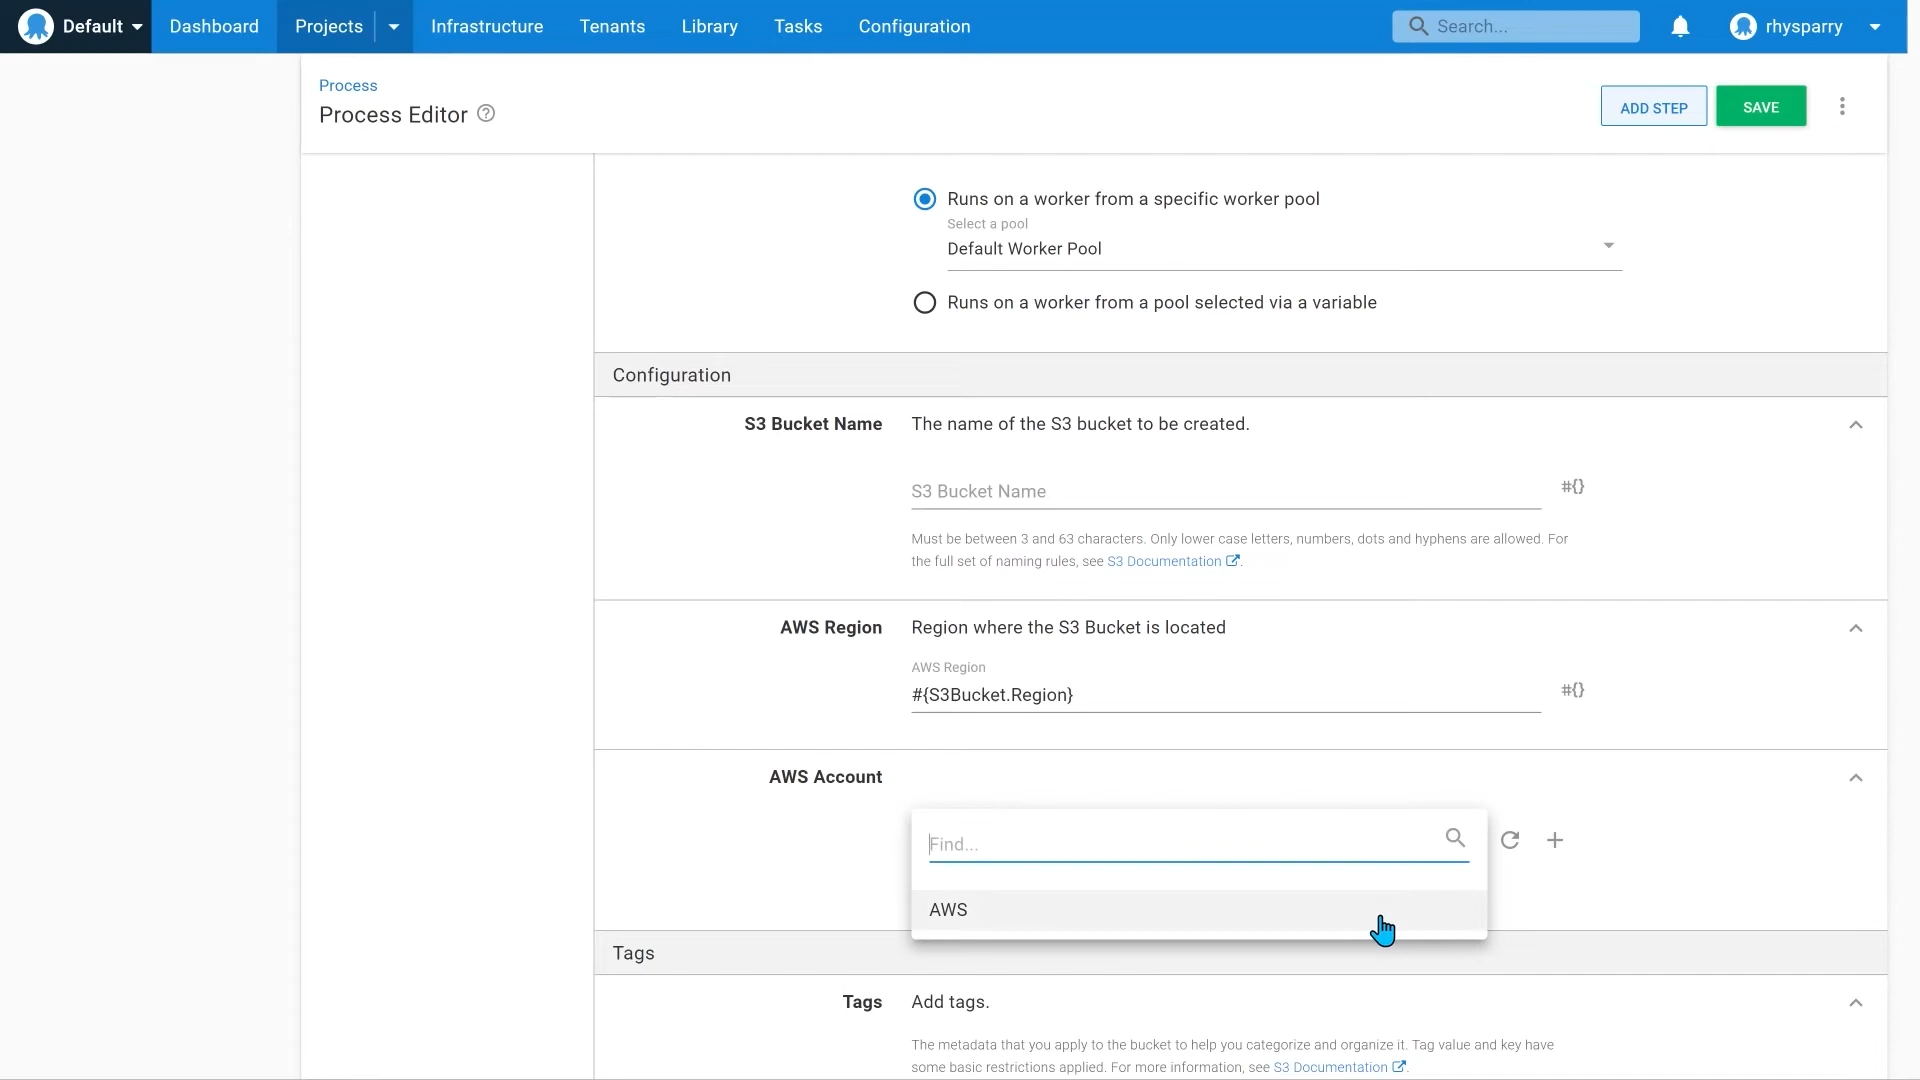 Default Dashboard Projects Infrastructure Tenants Library Tasks Configuration Search... rhysparry
Process
Process Editor
ADD STEP SAVE
Runs on a worker from a specific worker pool
Select a pool
Default Worker Pool
Runs on a worker from a pool selected via a variable
Configuration
S3 Bucket Name The name of the S3 bucket to be created.
S3 Bucket Name #{}
Must be between 3 and 63 characters. Only lower case letters, numbers, dots and hyphens are allowed. For
the full set of naming rules, see S3 Documentation.
AWS Region Region where the S3 Bucket is located
AWS Region
#{S3Bucket.Region} #{}
AWS Account
Find...
AWS
Tags
Tags Add tags.
The metadata that you apply to the bucket to help you categorize and organize it. Tag value and key have
some basic restrictions applied. For more information, see S3 Documentation.